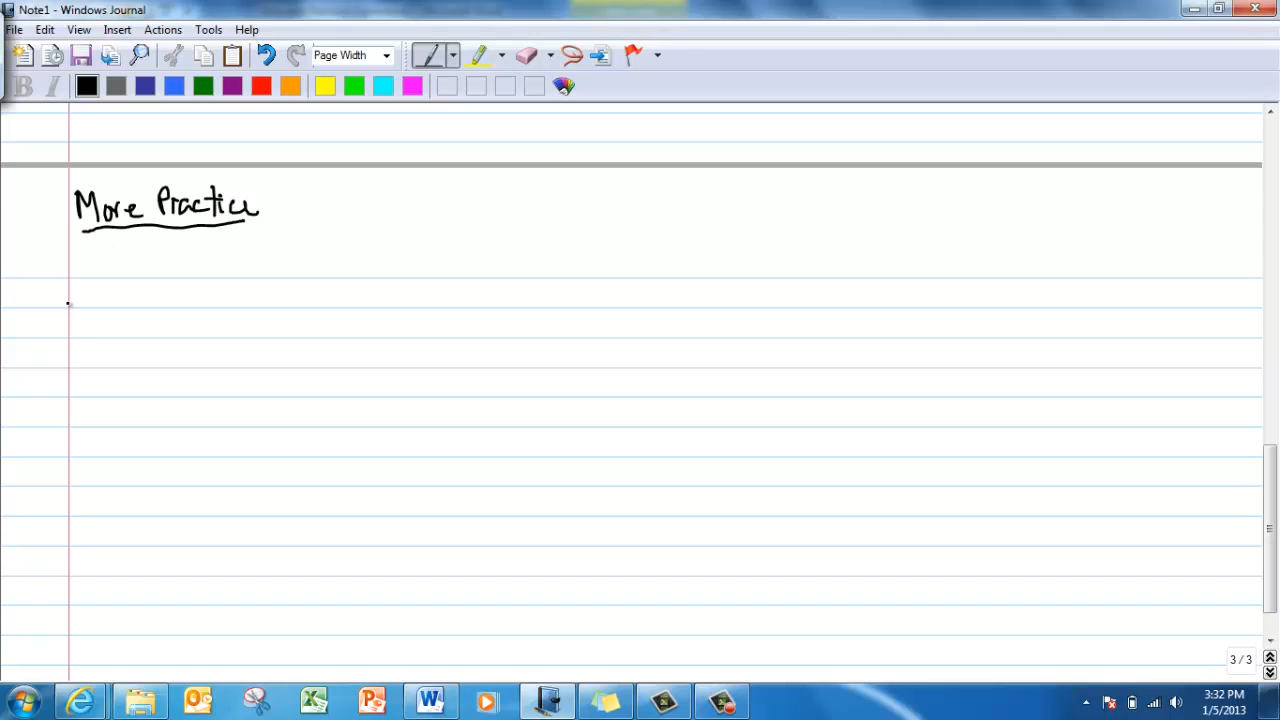 Note1 - Windows Journal
File Edit View Insert Actions Tools Help
Page Width
B I
More Practice
3 / 3
3:32 PM
1/5/2013